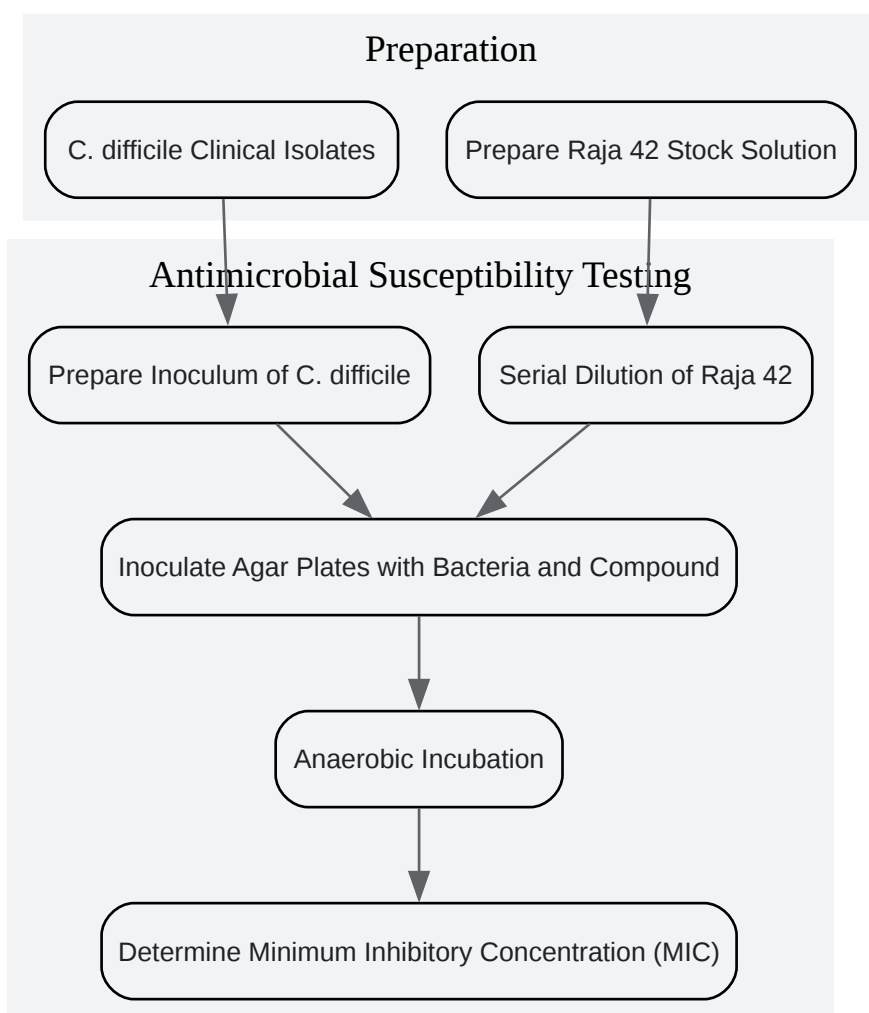 Preparation
C. difficile Clinical Isolates
Prepare Raja 42 Stock Solution
Antimicrobial Susceptibility Testing
Prepare Inoculum of C. difficile
Serial Dilution of Raja 42
Inoculate Agar Plates with Bacteria and Compound
Anaerobic Incubation
Determine Minimum Inhibitory Concentration (MIC)